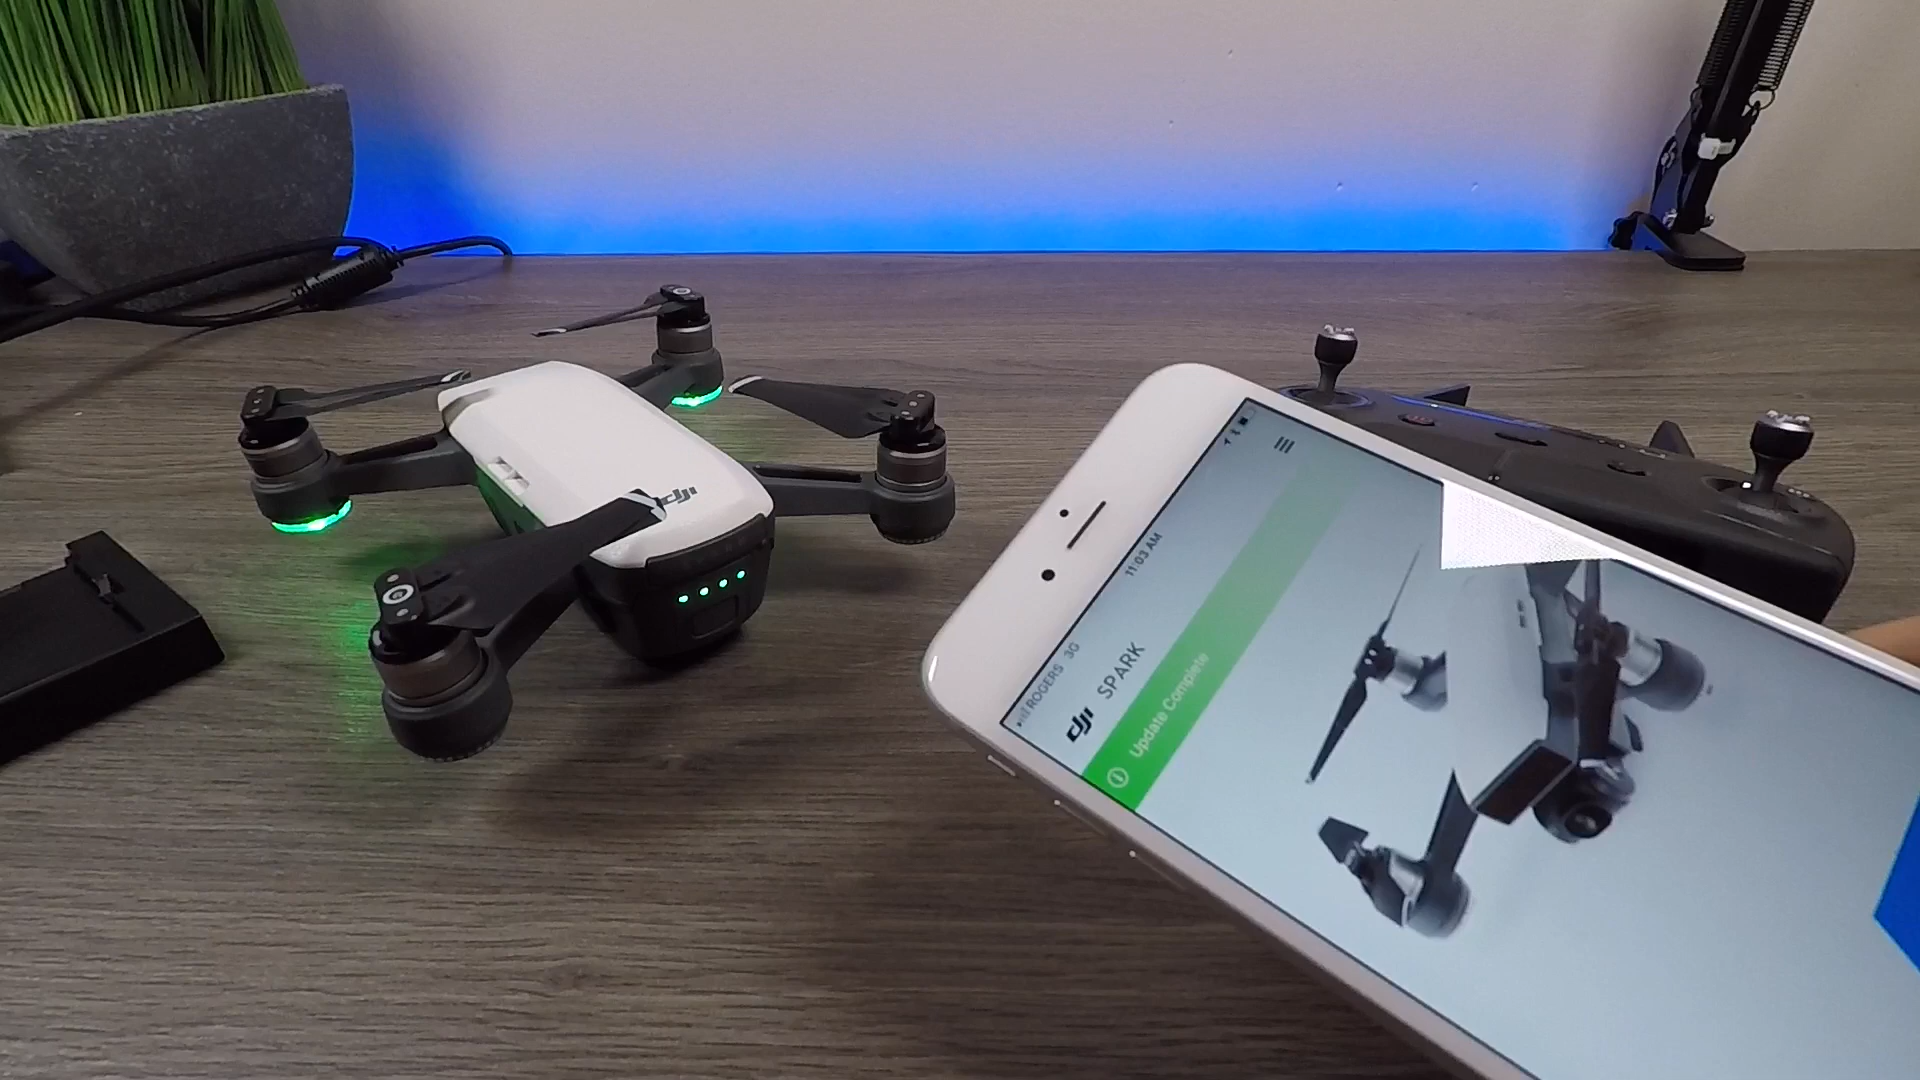 dji
ROGERS 3G
11:03 AM
dji SPARK
Update Complete